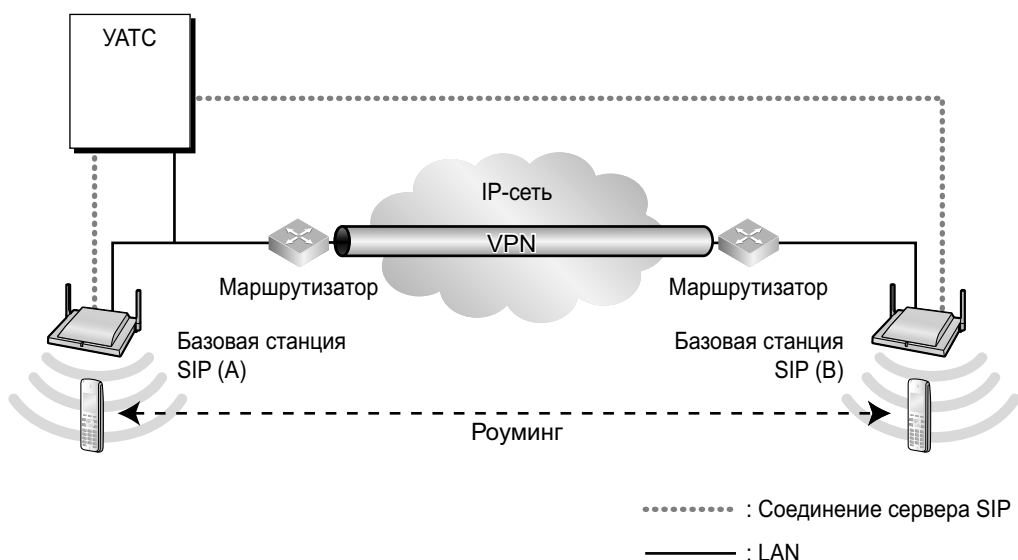 УАТС
IP-сеть
VPN
Маршрутизатор
Маршрутизатор
Базовая станция
SIP (A)
Базовая станция
SIP (B)
Роуминг
: Соединение сервера SIP
: LAN